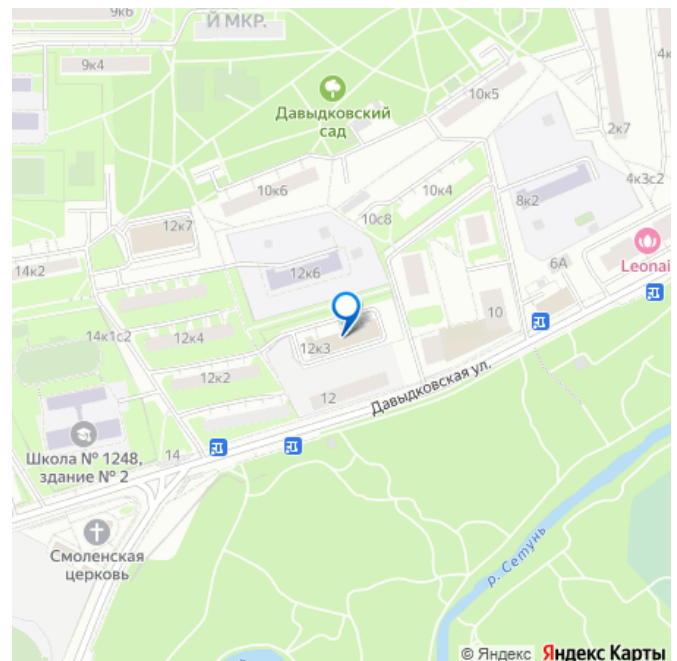 9к6
Й МКР.
9к4
4к
10к5
Давыдковский
сад
2к7
10к6
10к4
4к3с2
8к2
10с8
12к7
Leonai
6А
14к2
12к6
10
14к1с2
12к4
12к3
12к2
Давыдковская ул.
12
14
Школа № 1248,
здание № 2
Смоленская
церковь
р. Сетунь
© Яндекс Яндекс Карты